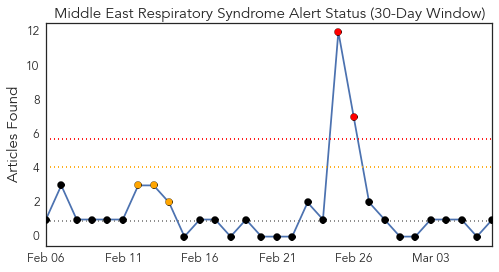 Middle East Respiratory Syndrome Alert Status (30-Day Window)
Articles Found
12
10
8
6
4
2
0
Feb 06
Feb 11
Feb 16
Feb 21
Feb 26
Mar 03